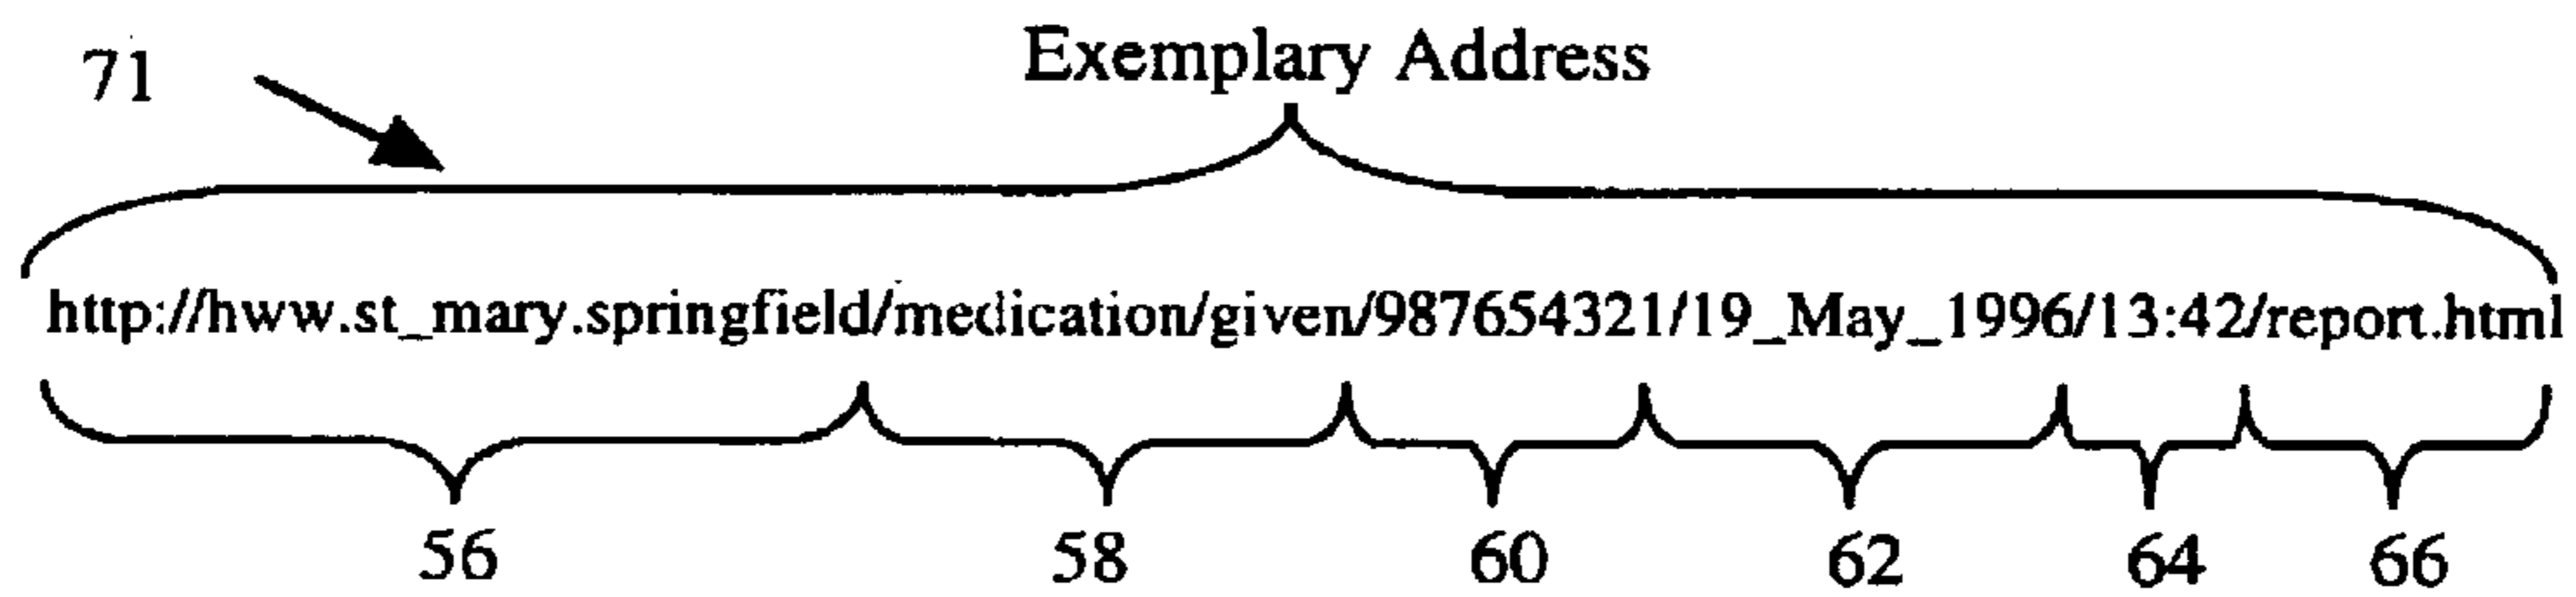 Exemplary Address
71
http://hww.st_mary.springfield/medication/given/987654321/19_May_1996/13:42/report.html
56 58 60 62 64 66